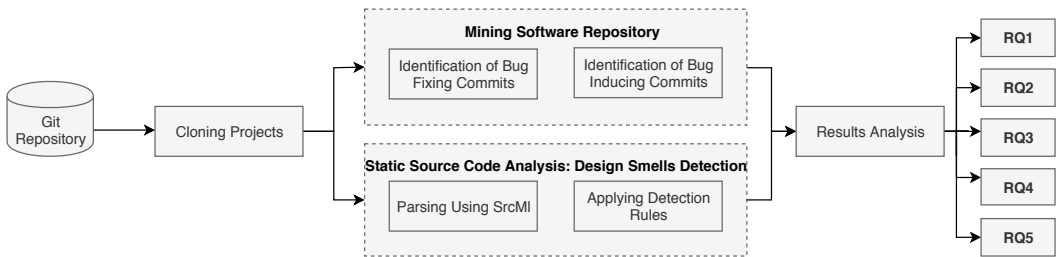 Git
Repository
Cloning Projects
Mining Software Repository
Identification of Bug
Fixing Commits
Identification of Bug
Inducing Commits
Static Source Code Analysis: Design Smells Detection
Parsing Using SrcMl
Applying Detection
Rules
Results Analysis
RQ1
RQ2
RQ3
RQ4
RQ5